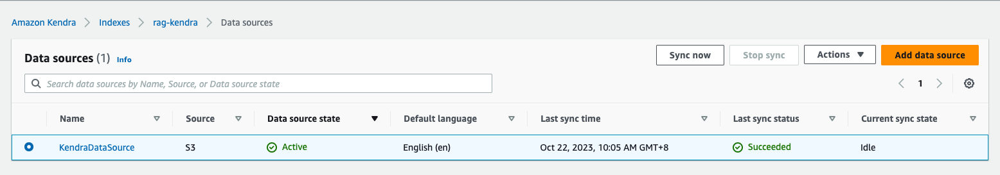 Amazon Kendra > Indexes > rag-kendra > Data sources
Data sources (1) Info
Sync now Stop sync Actions Add data source
Search data sources by Name, Source, or Data source state
1
Name Source Data source state Default language Last sync time Last sync status Current sync state
KendraDataSource S3 Active English (en) Oct 22, 2023, 10:05 AM GMT+8 Succeeded Idle